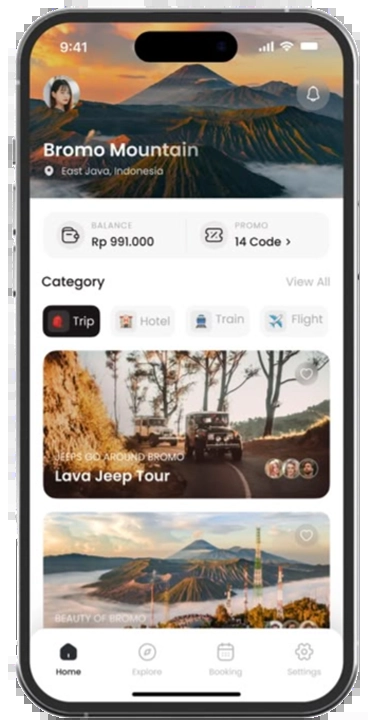 9:41
Bromo Mountain
East Java, Indonesia
BALANCE
Rp 991.000
PROMO
14 Code >
Category
View All
Trip
Hotel
Train
Flight
JEEPS GO AROUND BROMO
Lava Jeep Tour
BEAUTY OF BROMO
Home
Explore
Booking
Settings